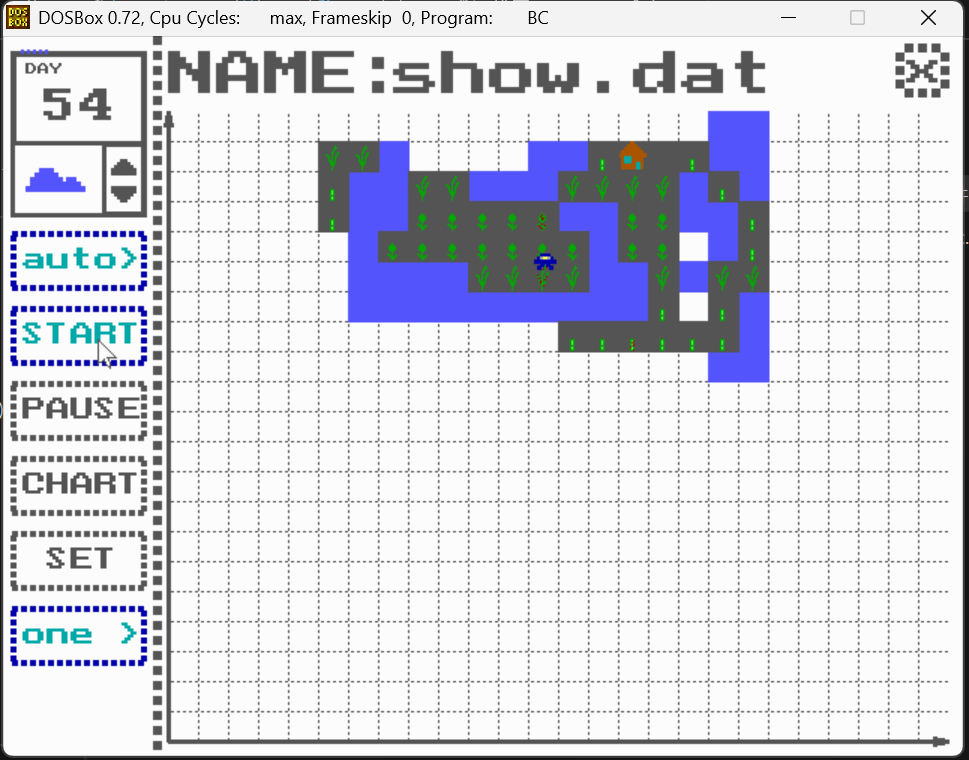 DOSBox 0.72, Cpu Cycles: max, Frameskip 0, Program: BC
NAME:show.dat
DAY
54
auto>
START
PAUSE
CHART
SET
one >